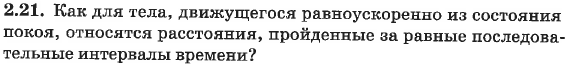 2.21. Как для тела, движущегося равноускоренно из состояния
покоя, относятся расстояния, пройденные за равные последова-
тельные интервалы времени?